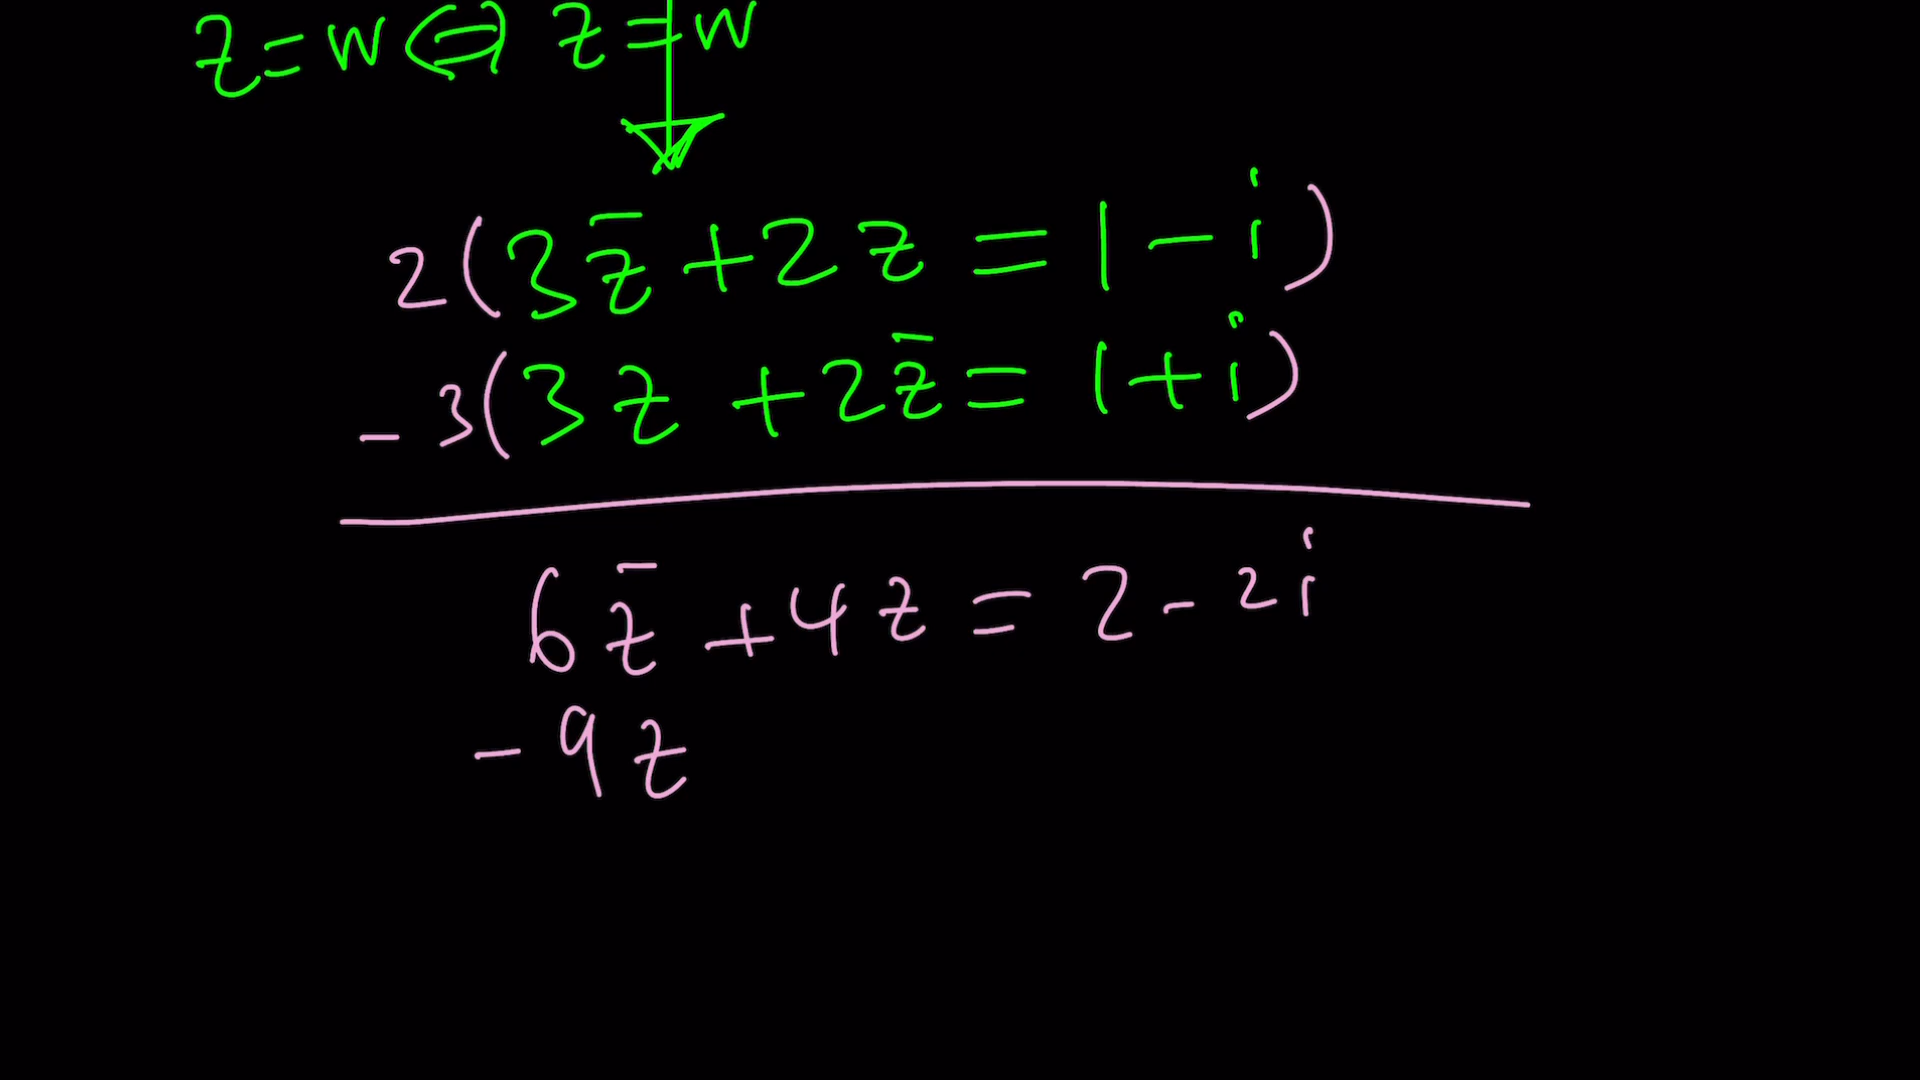 z = w ⇔ z̅ = w̅
2(3z̅ + 2z = 1 - i)
-3(3z + 2z̅ = 1 + i)
6z̅ + 4z = 2 - 2i
-9z